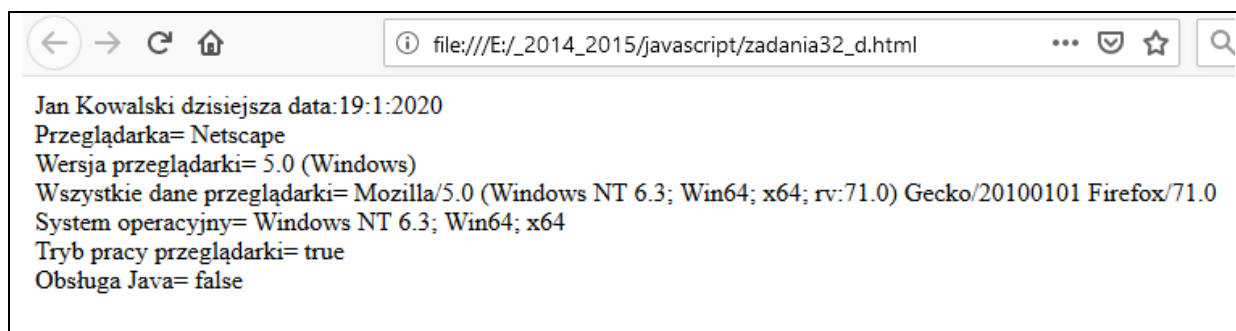 file:///E:/_2014_2015/javascript/zadania32_d.html
Jan Kowalski dzisiejsza data:19:1:2020
Przeglądarka= Netscape
Wersja przeglądarki= 5.0 (Windows)
Wszystkie dane przeglądarki= Mozilla/5.0 (Windows NT 6.3; Win64; x64; rv:71.0) Gecko/20100101 Firefox/71.0
System operacyjny= Windows NT 6.3; Win64; x64
Tryb pracy przeglądarki= true
Obsługa Java= false